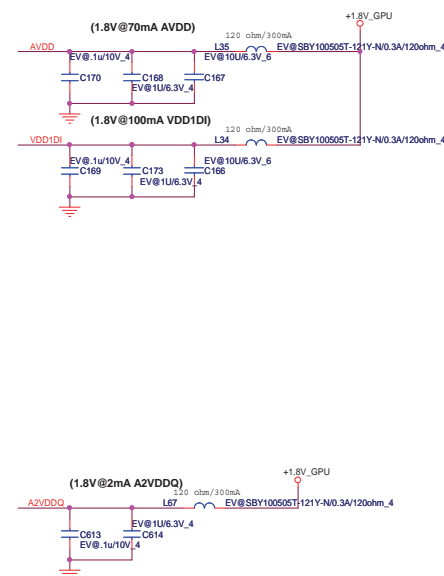 +1.8V_GPU
(1.8V@70mA AVDD)
120 ohm/300mA
AVDD
L35
EV@SBY100505T-121Y-N/0.3A/120ohm_4
EV@.1u/10V_4
EV@10U/6.3V_6
C170
C168
C167
EV@1U/6.3V_4
(1.8V@100mA VDD1DI)
120 ohm/300mA
VDD1DI
L34
EV@SBY100505T-121Y-N/0.3A/120ohm_4
EV@.1u/10V_4
EV@10U/6.3V_6
C169
C173
C166
EV@1U/6.3V_4
+1.8V_GPU
(1.8V@2mA A2VDDQ)
120 ohm/300mA
A2VDDQ
L67
EV@SBY100505T-121Y-N/0.3A/120ohm_4
EV@1U/6.3V_4
C613
C614
EV@.1u/10V_4